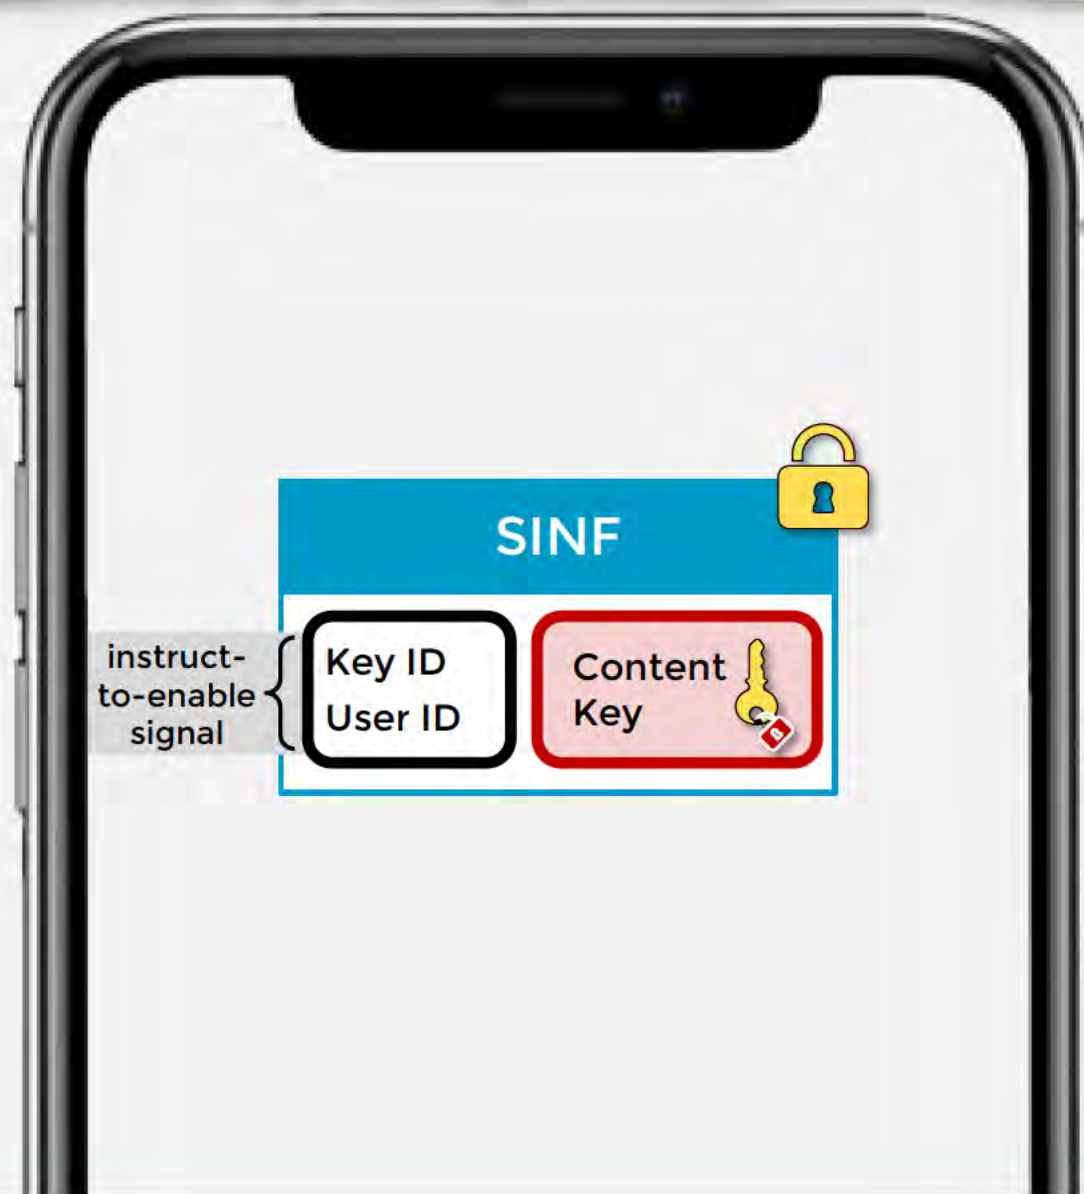 SINF
instruct-
to-enable
signal
Key ID
User ID
Content
Key